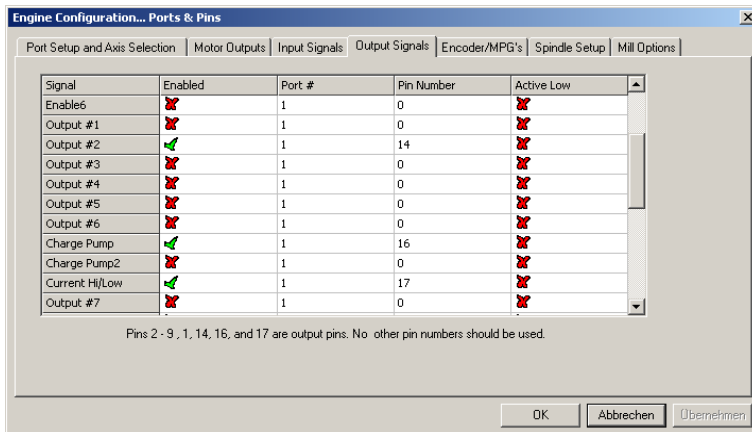 Engine Configuration... Ports & Pins
Port Setup and Axis Selection Motor Outputs Input Signals Output Signals Encoder/MPG's Spindle Setup Mill Options
Signal Enabled Port # Pin Number Active Low
Enable6 1 0
Output #1 1 0
Output #2 1 14
Output #3 1 0
Output #4 1 0
Output #5 1 0
Output #6 1 0
Charge Pump 1 16
Charge Pump2 1 0
Current Hi/Low 1 17
Output #7 1 0
Pins 2 - 9 , 1, 14, 16, and 17 are output pins. No other pin numbers should be used.
OK Abbrechen Übernehmen